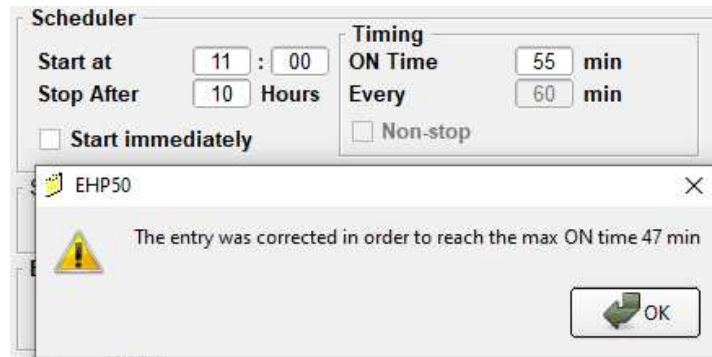 Scheduler
Timing
Start at 11 : 00 ON Time 55 min
Stop After 10 Hours Every 60 min
Start immediately Non-stop
EHP50
The entry was corrected in order to reach the max ON time 47 min
OK